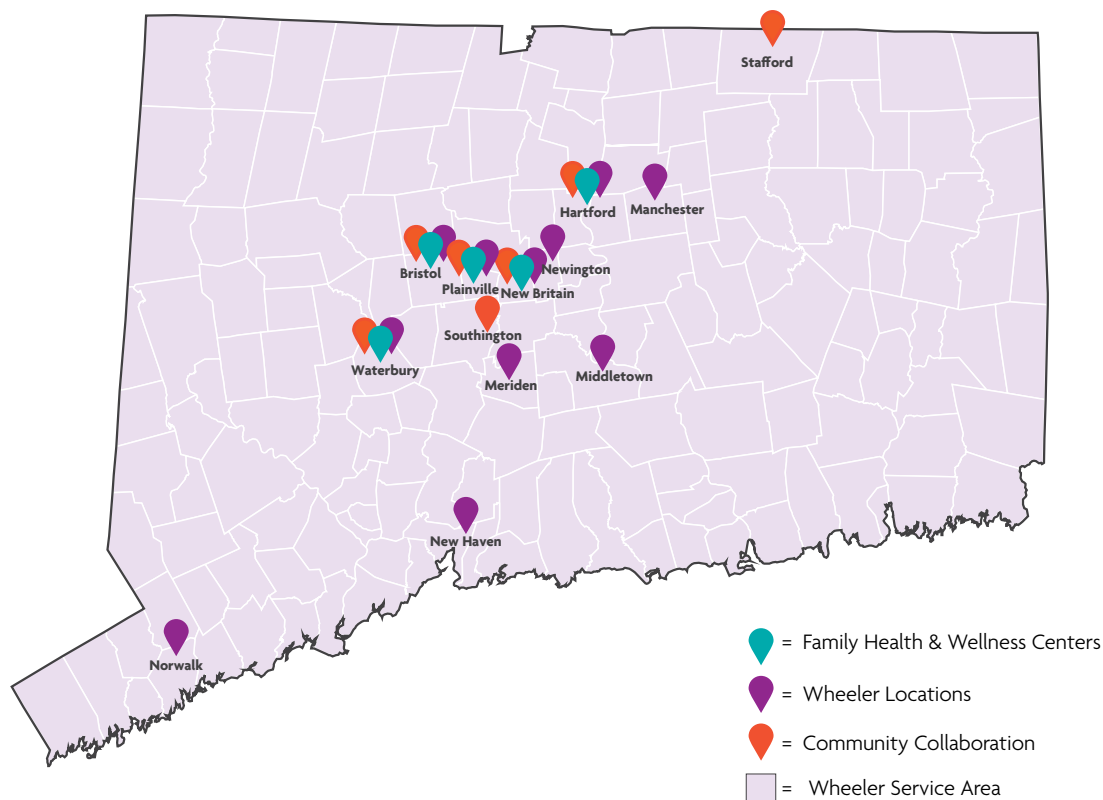 Stafford
Hartford
Manchester
Bristol
Newington
Plainville
New Britain
Southington
Waterbury
Meriden
Middletown
New Haven
Norwalk
= Family Health & Wellness Centers
= Wheeler Locations
= Community Collaboration
= Wheeler Service Area